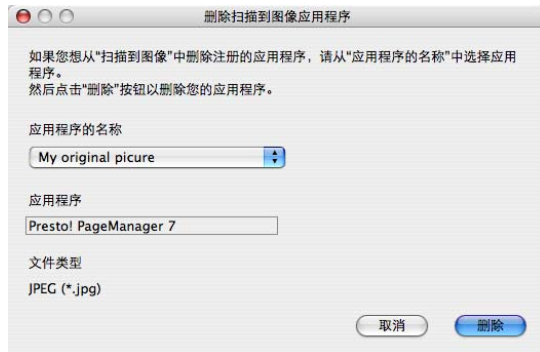 删除扫描到图像应用程序
如果您想从“扫描到图像”中删除注册的应用程序，请从“应用程序的名称”中选择应用
程序。
然后点击“删除”按钮以删除您的应用程序。
应用程序的名称
My original picure
应用程序
Presto! PageManager 7
文件类型
JPEG (*.jpg)
取消 删除